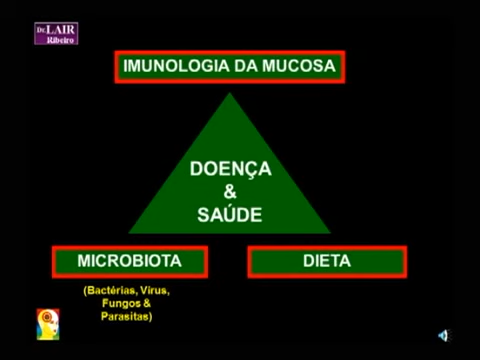 Dr. LAIR
Ribeiro
IMUNOLOGIA DA MUCOSA
DOENÇA
&
SAÚDE
MICROBIOTA
DIETA
(Bactérias, Vírus,
Fungos &
Parasitas)